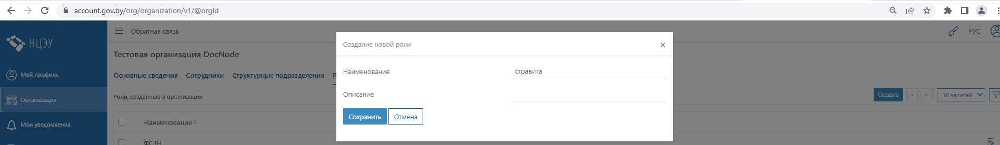 account.gov.by/org/organization/v1/@orgId
НЦЭУ
Обратная связь
РУС
Создание новой роли
×
Тестовая организация DocNode
Мой профиль
Основные сведения Сотрудники Структурные подразделения Р
Наименование стравита
Организация
Роли, созданные в организации
Описание
Создать < > 10 записей
Сохранить Отмена
Мои уведомления
Наименование
ФСЗН